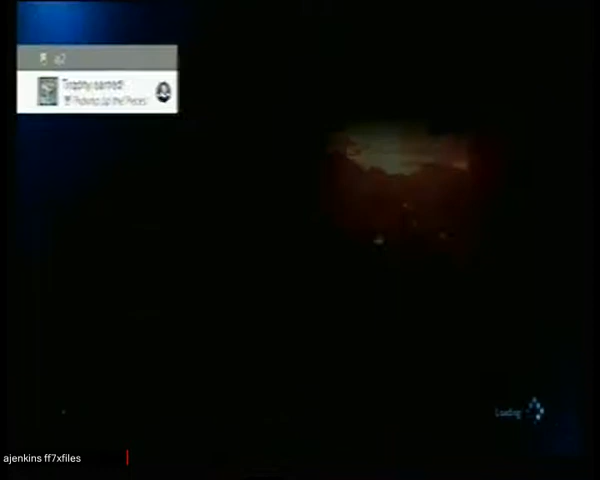 Trophy earned!
Picking Up the Pieces
Loading
ajenkins ff7xfiles